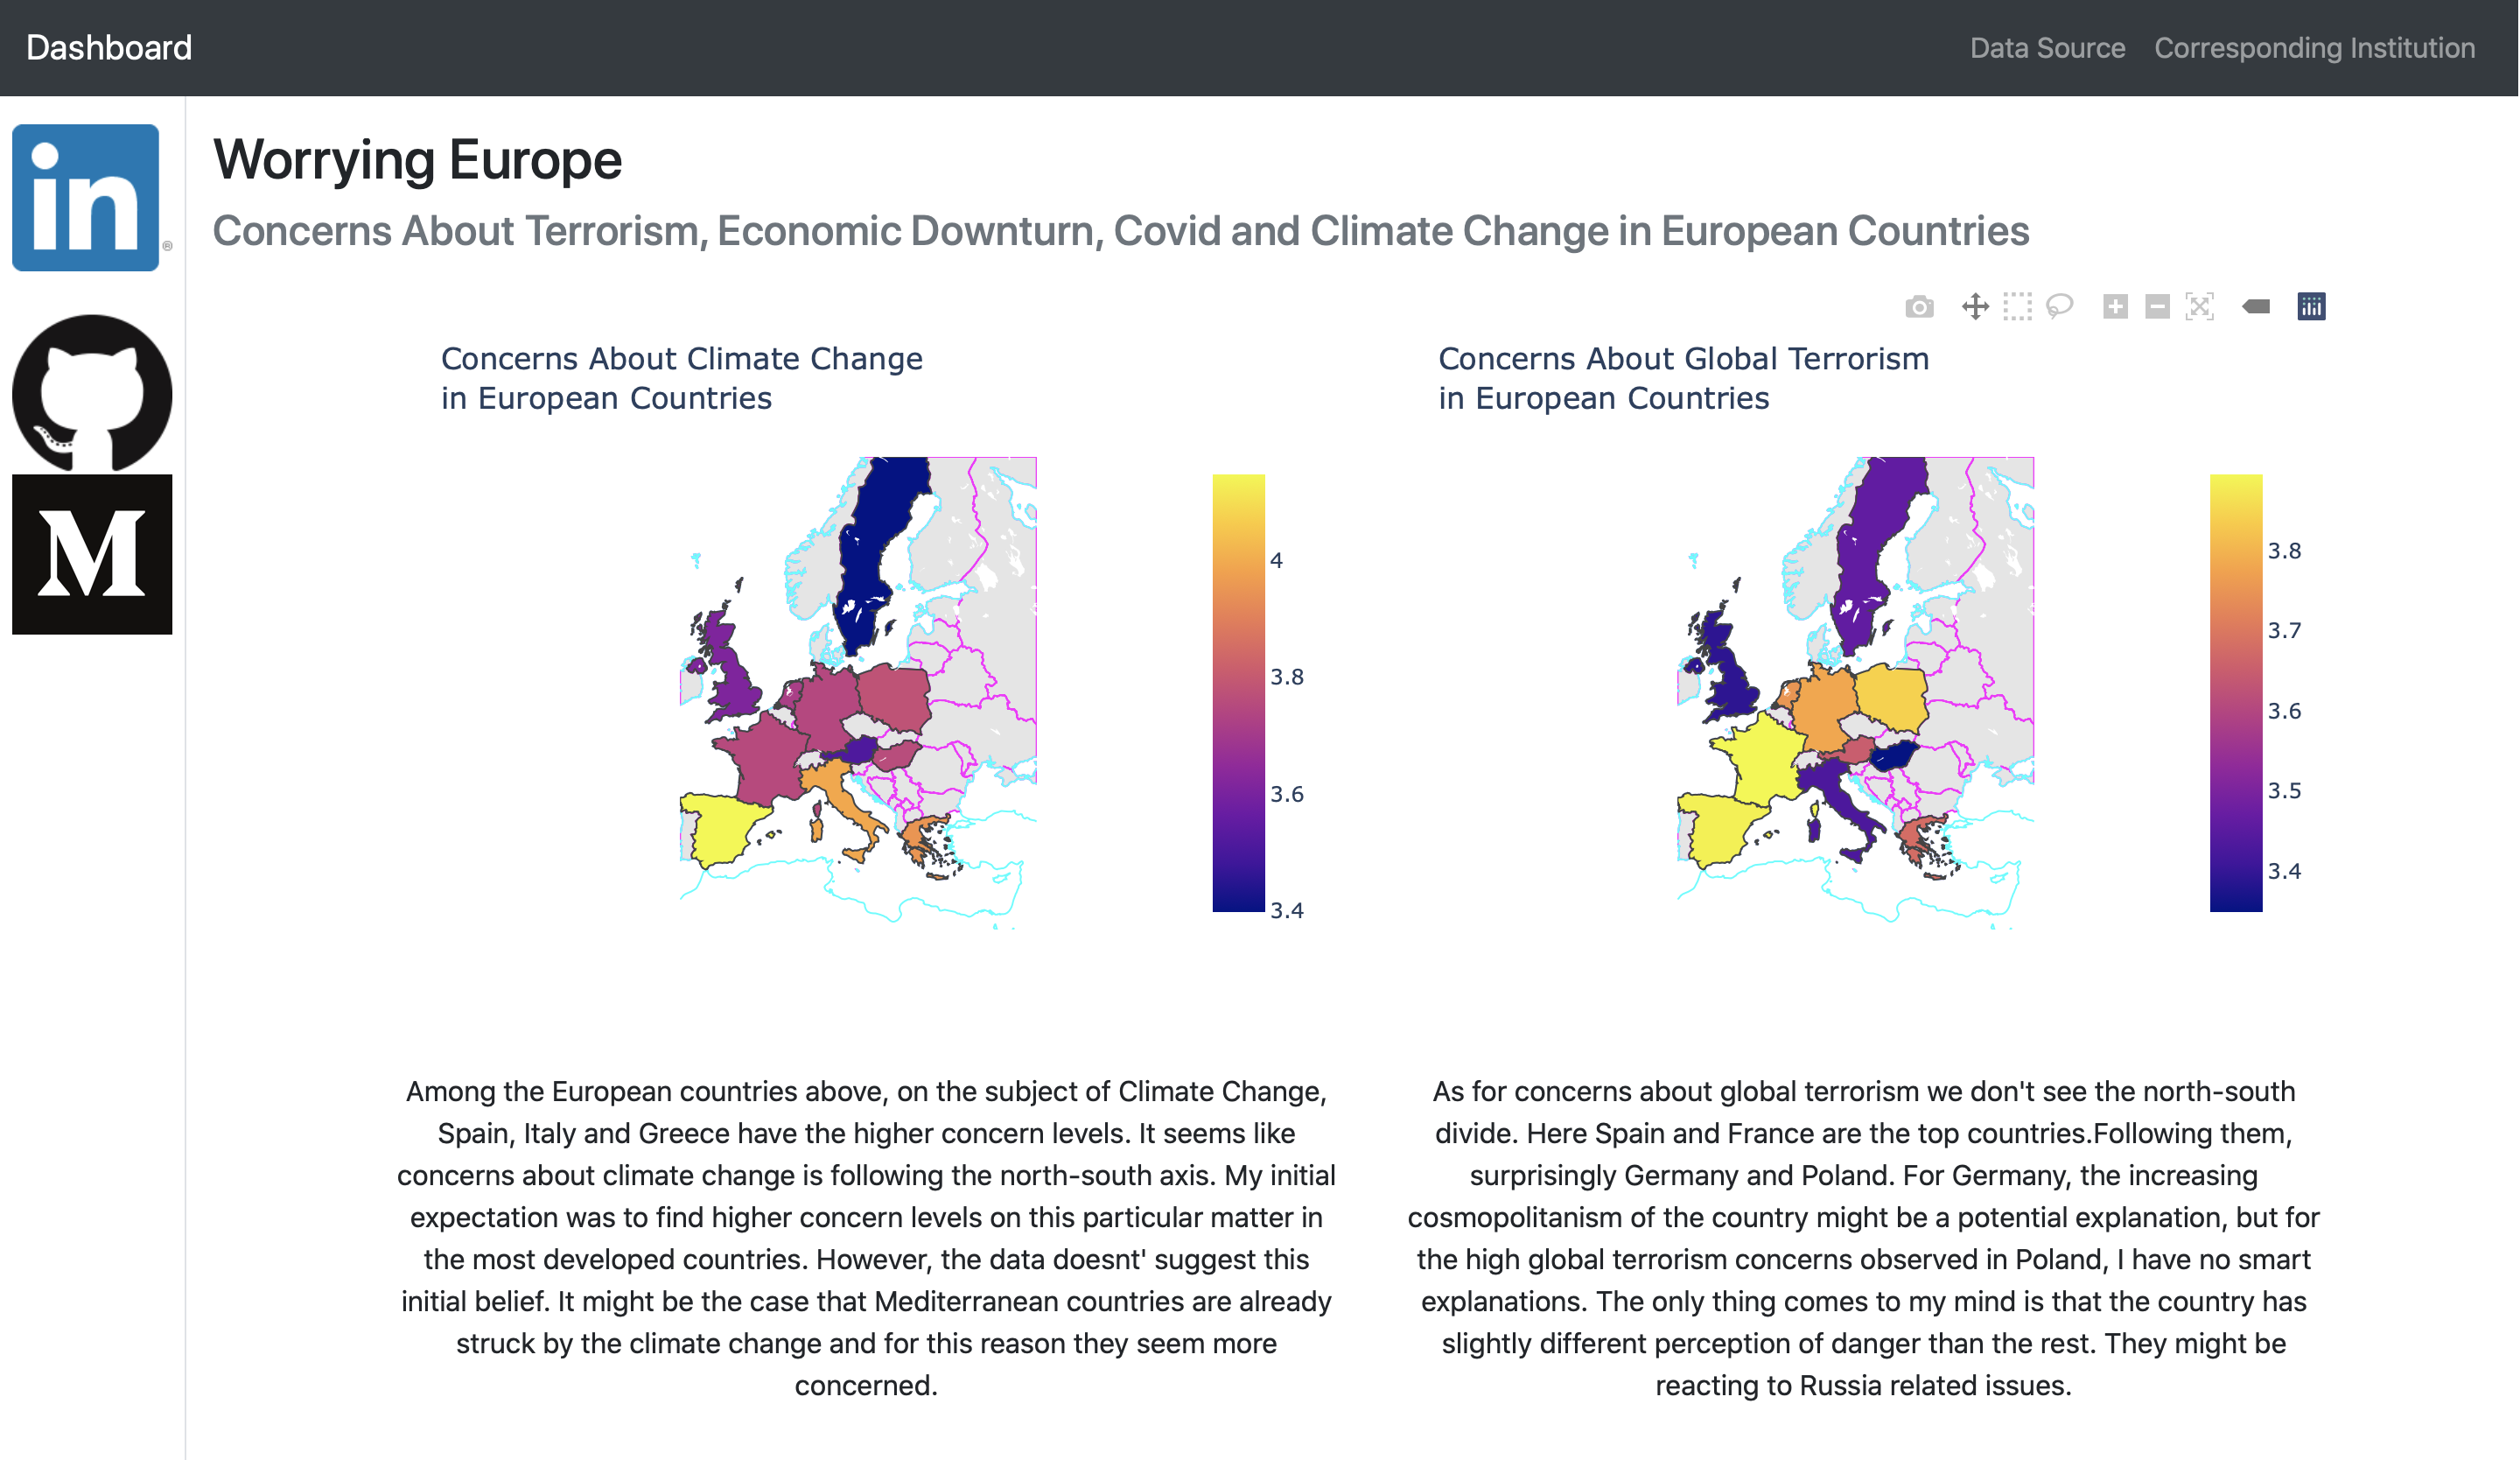 Dashboard
Data Source
Corresponding Institution
in
®
M
Worrying Europe
Concerns About Terrorism, Economic Downturn, Covid and Climate Change in European Countries
Concerns About Climate Change
in European Countries
4
3.8
3.6
3.4
Concerns About Global Terrorism
in European Countries
3.8
3.7
3.6
3.5
3.4
Among the European countries above, on the subject of Climate Change,
Spain, Italy and Greece have the higher concern levels. It seems like
concerns about climate change is following the north-south axis. My initial
expectation was to find higher concern levels on this particular matter in
the most developed countries. However, the data doesnt' suggest this
initial belief. It might be the case that Mediterranean countries are already
struck by the climate change and for this reason they seem more
concerned.
As for concerns about global terrorism we don't see the north-south
divide. Here Spain and France are the top countries.Following them,
surprisingly Germany and Poland. For Germany, the increasing
cosmopolitanism of the country might be a potential explanation, but for
the high global terrorism concerns observed in Poland, I have no smart
explanations. The only thing comes to my mind is that the country has
slightly different perception of danger than the rest. They might be
reacting to Russia related issues.